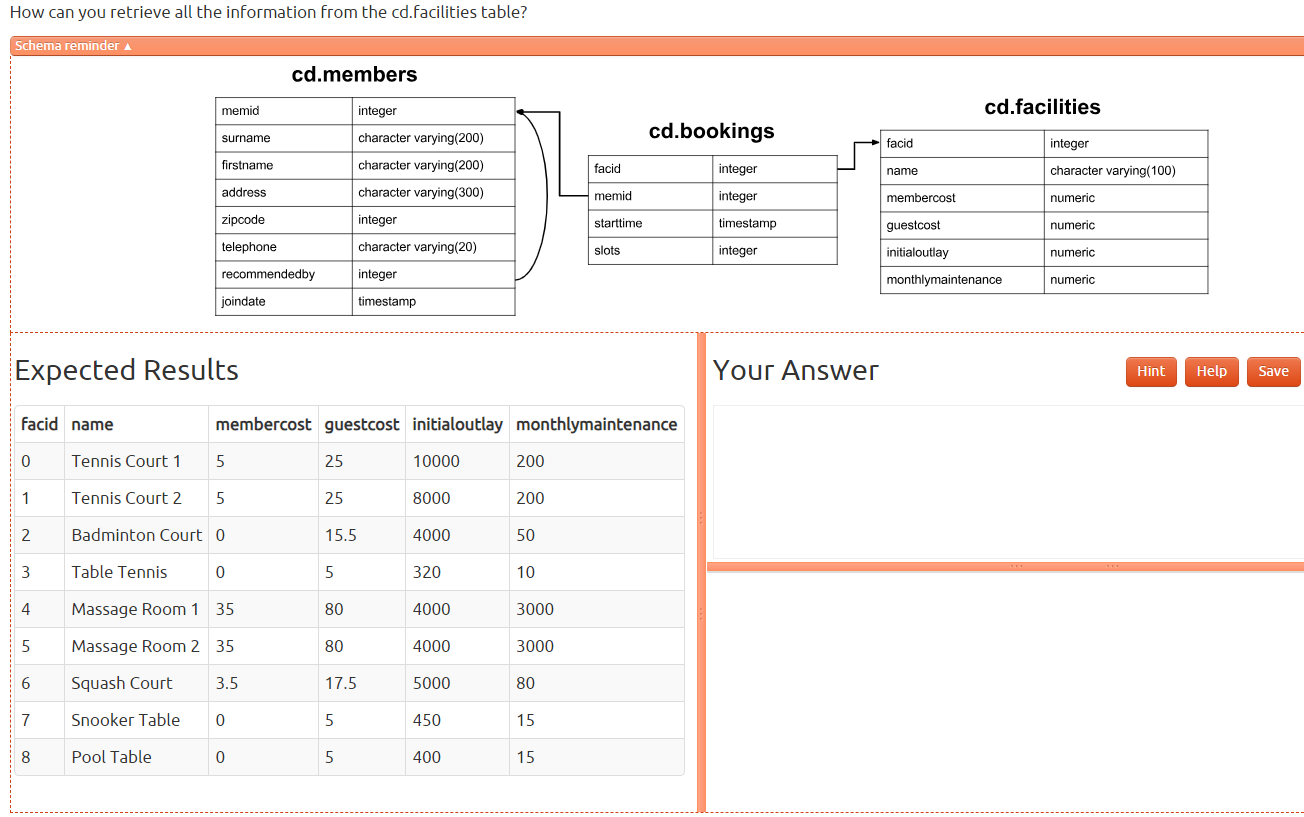 How can you retrieve all the information from the cd.facilities table?
Schema reminder ▲
cd.members
memid integer
surname character varying(200)
firstname character varying(200)
address character varying(300)
zipcode integer
telephone character varying(20)
recommendedby integer
joindate timestamp
cd.bookings
facid integer
memid integer
starttime timestamp
slots integer
cd.facilities
facid integer
name character varying(100)
membercost numeric
guestcost numeric
initialoutlay numeric
monthlymaintenance numeric
Expected Results
facid name membercost guestcost initialoutlay monthlymaintenance
0 Tennis Court 1 5 25 10000 200
1 Tennis Court 2 5 25 8000 200
2 Badminton Court 0 15.5 4000 50
3 Table Tennis 0 5 320 10
4 Massage Room 1 35 80 4000 3000
5 Massage Room 2 35 80 4000 3000
6 Squash Court 3.5 17.5 5000 80
7 Snooker Table 0 5 450 15
8 Pool Table 0 5 400 15
Your Answer
Hint Help Save